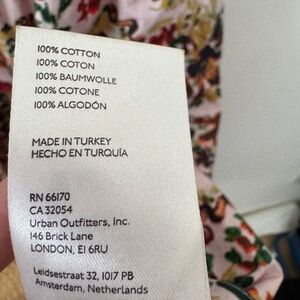 100% COTTON
100% COTON
100% BAUMWOLLE
100% COTONE
100% ALGODÓN
MADE IN TURKEY
HECHO EN TURQUÍA
RN 66170
CA 32054
Urban Outfitters, Inc.
146 Brick Lane
LONDON, E1 6RU
Leidsestraat 32, 1017 PB
Amsterdam, Netherlands